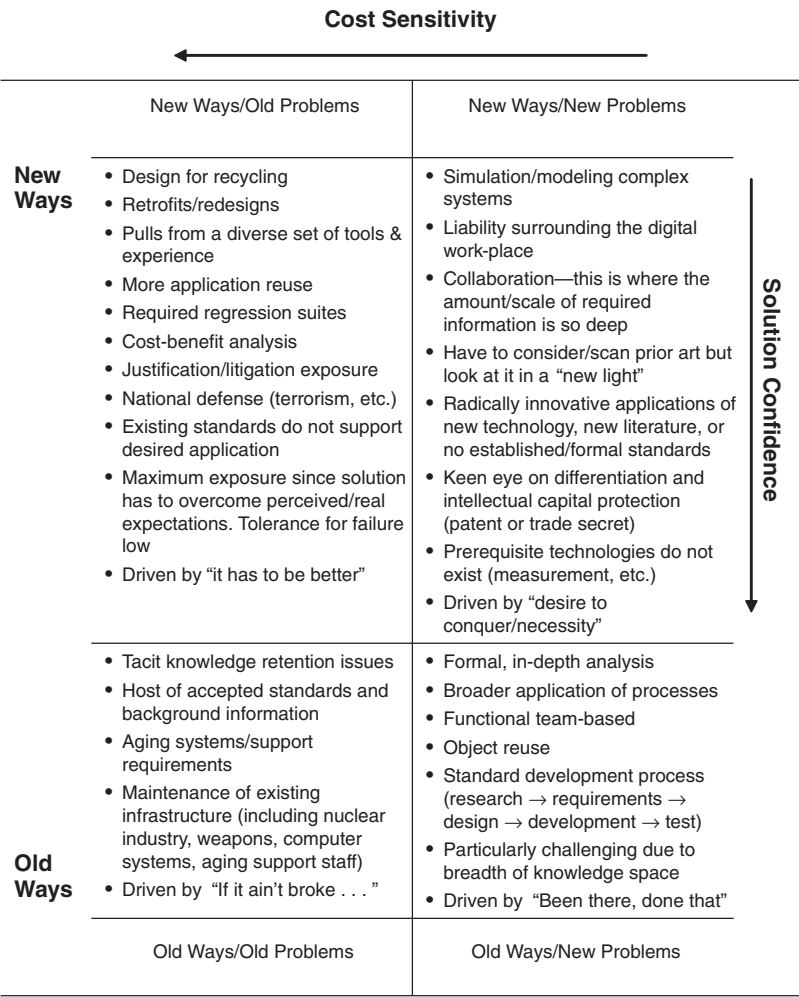 Cost Sensitivity
New Ways/Old Problems
New Ways/New Problems
New
Ways
• Design for recycling
• Retrofits/redesigns
• Pulls from a diverse set of tools &
experience
• More application reuse
• Required regression suites
• Cost-benefit analysis
• Justification/litigation exposure
• National defense (terrorism, etc.)
• Existing standards do not support
desired application
• Maximum exposure since solution
has to overcome perceived/real
expectations. Tolerance for failure
low
• Driven by “it has to be better”
• Simulation/modeling complex
systems
• Liability surrounding the digital
work-place
• Collaboration—this is where the
amount/scale of required
information is so deep
• Have to consider/scan prior art but
look at it in a “new light”
• Radically innovative applications of
new technology, new literature, or
no established/formal standards
• Keen eye on differentiation and
intellectual capital protection
(patent or trade secret)
• Prerequisite technologies do not
exist (measurement, etc.)
• Driven by “desire to
conquer/necessity”
Solution Confidence
Old
Ways
• Tacit knowledge retention issues
• Host of accepted standards and
background information
• Aging systems/support
requirements
• Maintenance of existing
infrastructure (including nuclear
industry, weapons, computer
systems, aging support staff)
• Driven by “If it ain't broke . . . ”
• Formal, in-depth analysis
• Broader application of processes
• Functional team-based
• Object reuse
• Standard development process
(research → requirements →
design → development → test)
• Particularly challenging due to
breadth of knowledge space
• Driven by “Been there, done that”
Old Ways/Old Problems
Old Ways/New Problems